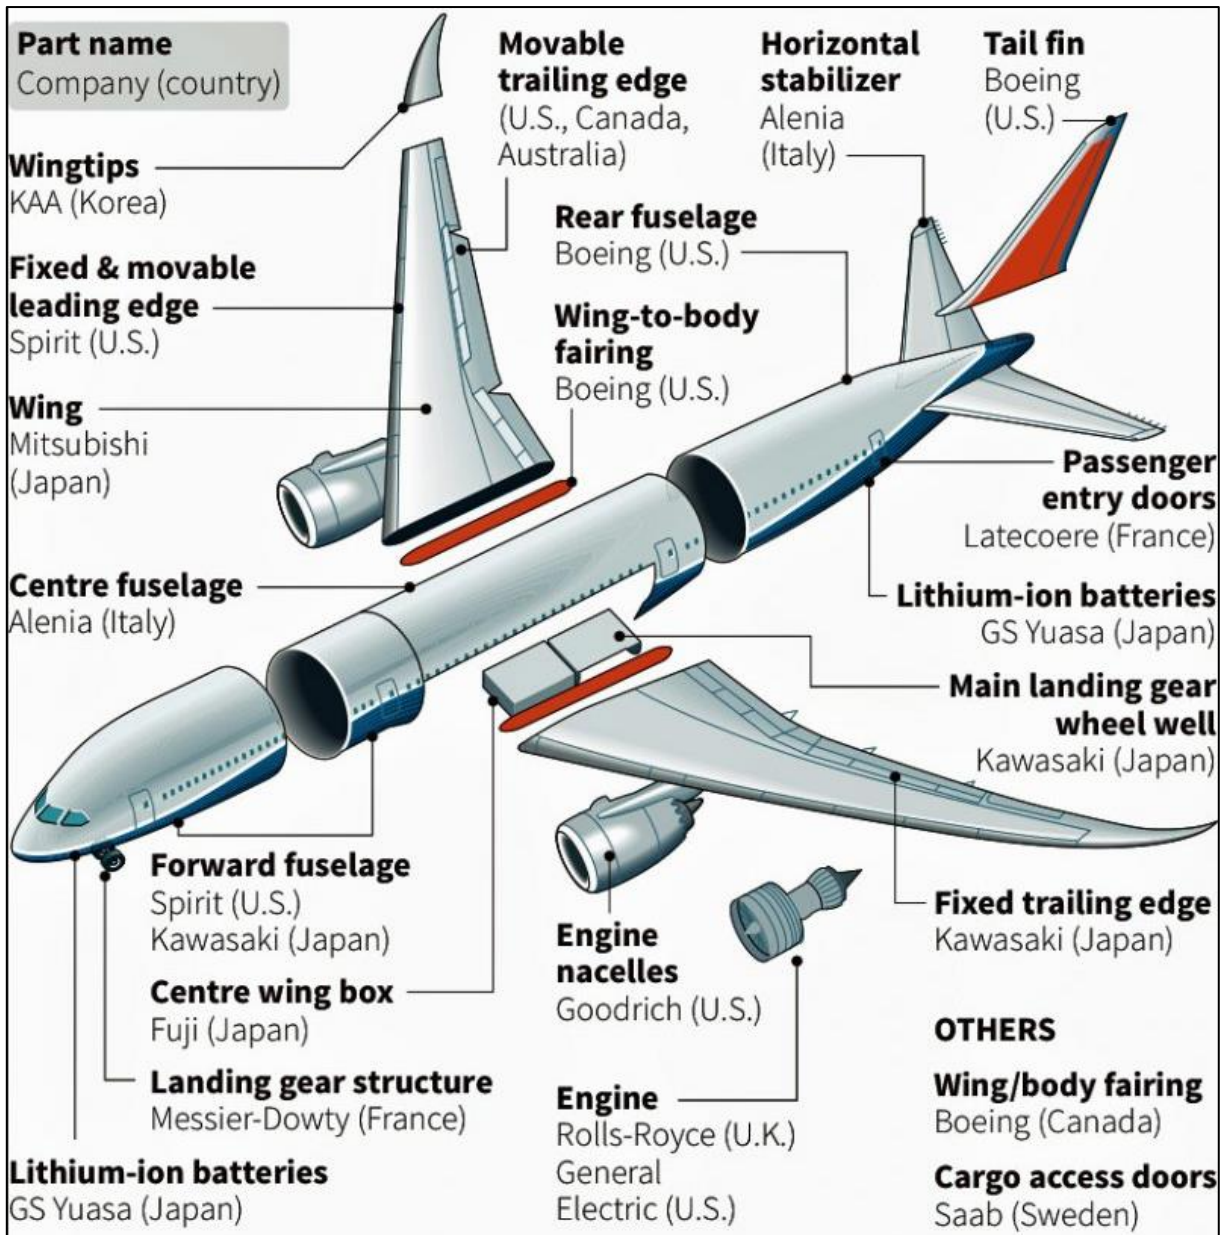 Part name
Company (country)
Wingtips
KAA (Korea)
Fixed & movable
leading edge
Spirit (U.S.)
Wing
Mitsubishi
(Japan)
Centre fuselage
Alenia (Italy)
Movable
trailing edge
(U.S., Canada,
Australia)
Horizontal
stabilizer
Alenia
(Italy)
Tail fin
Boeing
(U.S.)
Rear fuselage
Boeing (U.S.)
Wing-to-body
fairing
Boeing (U.S.)
Passenger
entry doors
Latecoere (France)
Lithium-ion batteries
GS Yuasa (Japan)
Main landing gear
wheel well
Kawasaki (Japan)
Forward fuselage
Spirit (U.S.)
Kawasaki (Japan)
Centre wing box
Fuji (Japan)
Landing gear structure
Messier-Dowty (France)
Lithium-ion batteries
GS Yuasa (Japan)
Engine
nacelles
Goodrich (U.S.)
Engine
Rolls-Royce (U.K.)
General
Electric (U.S.)
Fixed trailing edge
Kawasaki (Japan)
OTHERS
Wing/body fairing
Boeing (Canada)
Cargo access doors
Saab (Sweden)